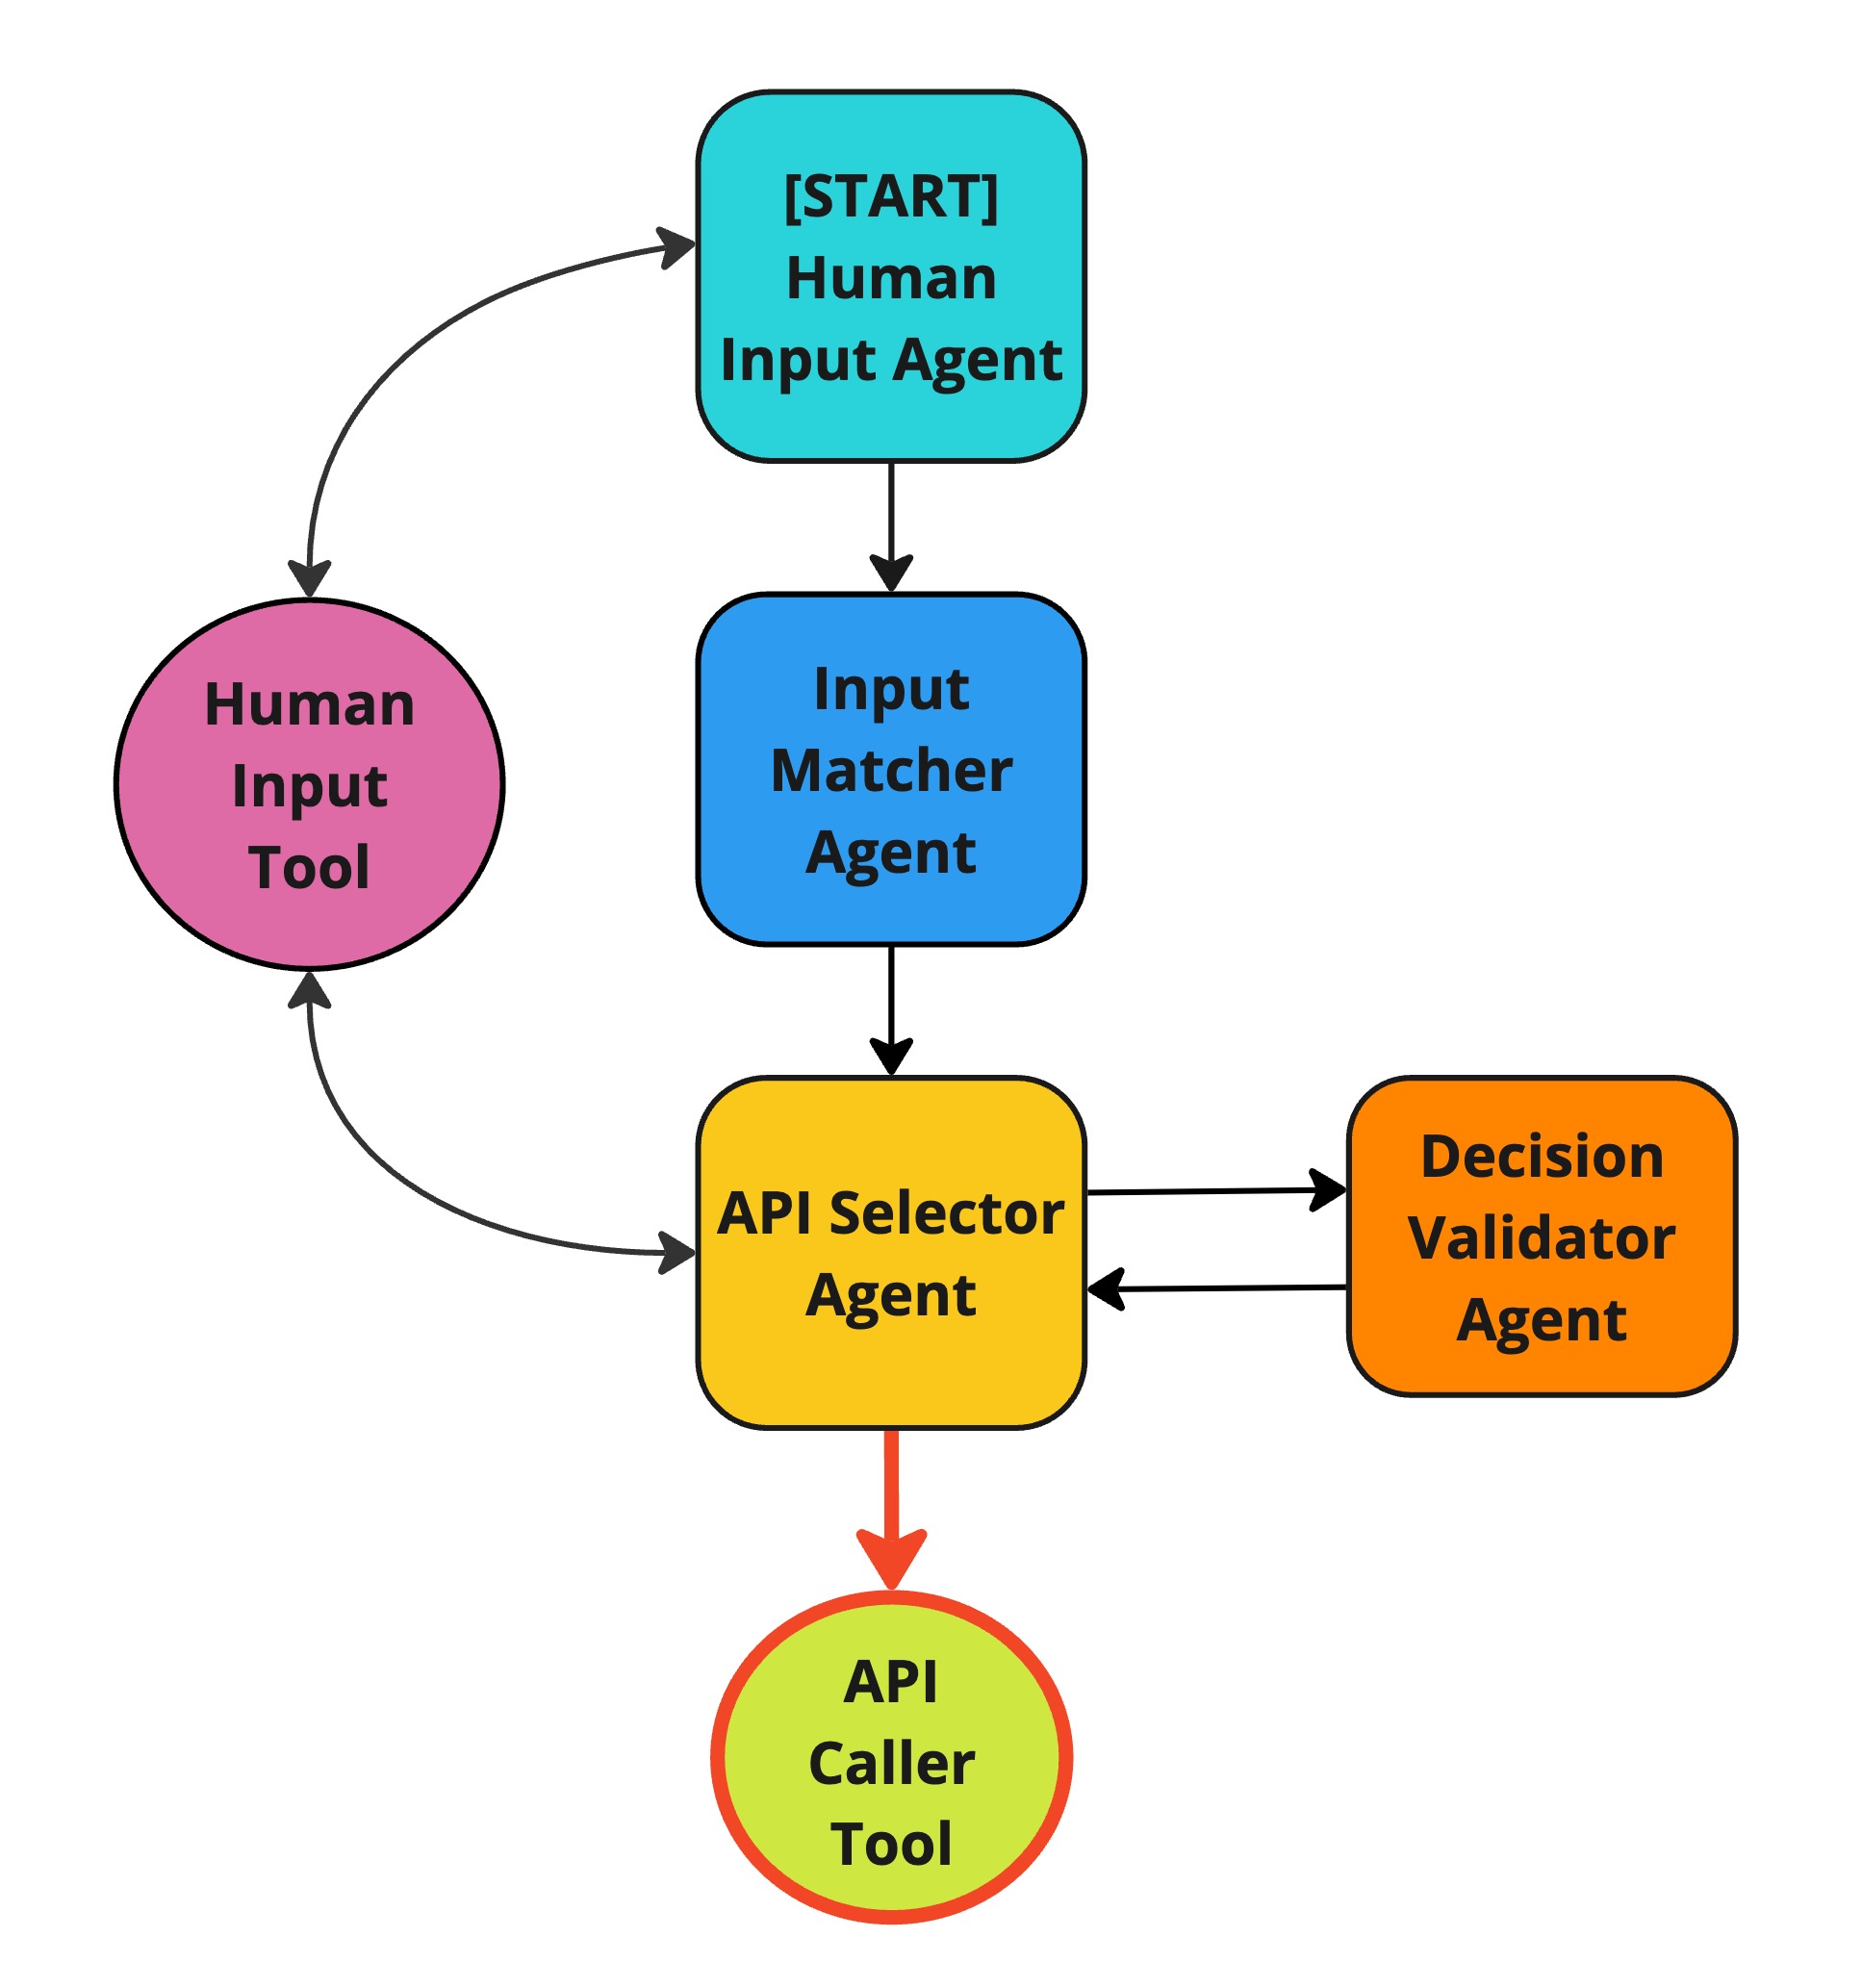 [START]
Human
Input Agent
Human
Input
Tool
Input
Matcher
Agent
API Selector
Agent
Decision
Validator
Agent
API
Caller
Tool